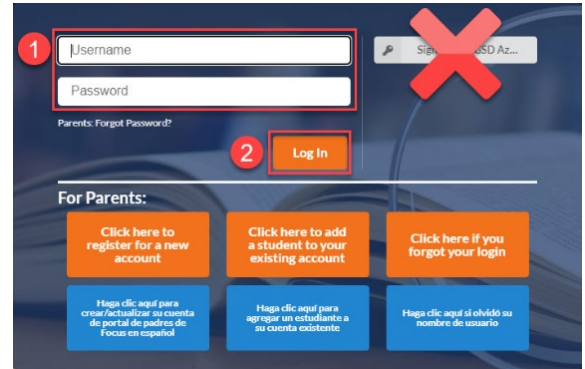 1
Username
Sig
SD Az...
Password
Parents: Forgot Password?
2
Log In
For Parents:
Click here to
register for a new
account
Click here to add
a student to your
existing account
Click here if you
forgot your login
Haga clic aquí para
crear/actualizar su cuenta
de portal de padres de
Focus en español
Haga clic aquí para
agregar un estudiante a
su cuenta existente
Haga clic aquí si olvidó su
nombre de usuario